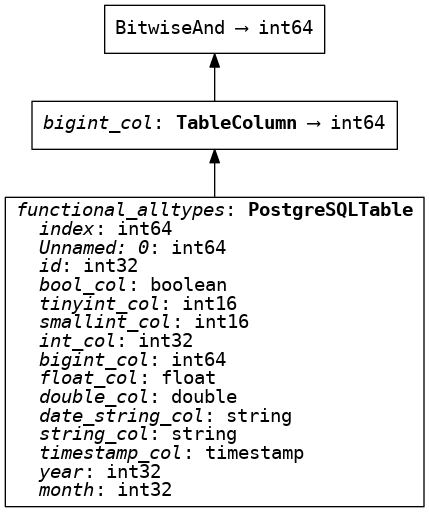 BitwiseAnd → int64
bigint_col: TableColumn → int64
functional_alltypes: PostgreSQLTable
index: int64
Unnamed: 0: int64
id: int32
bool_col: boolean
tinyint_col: int16
smallint_col: int16
int_col: int32
bigint_col: int64
float_col: float
double_col: double
date_string_col: string
string_col: string
timestamp_col: timestamp
year: int32
month: int32